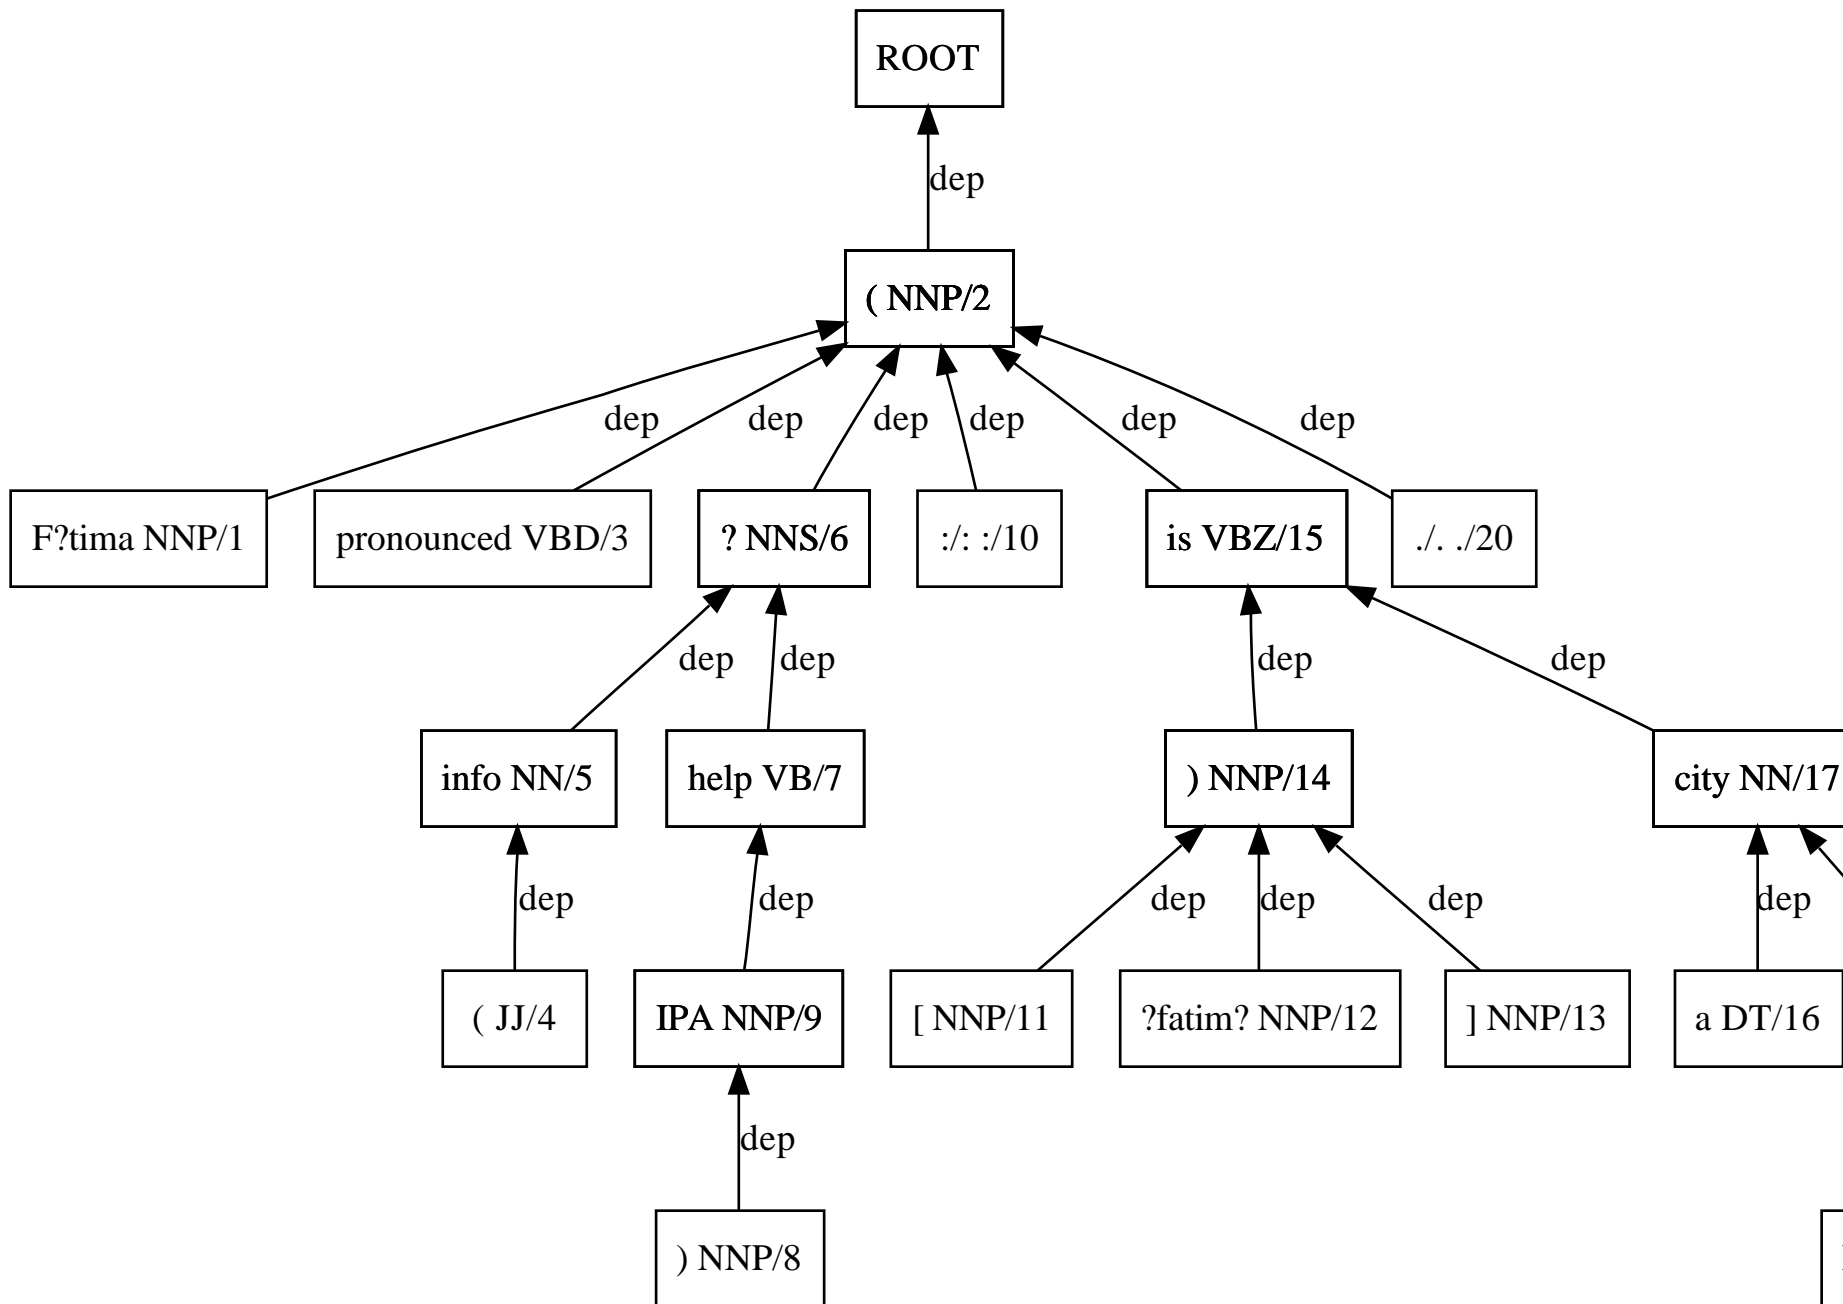 ROOT
dep
( NNP/2
dep dep dep dep dep dep
F?tima NNP/1 pronounced VBD/3 ? NNS/6 :/: :/10 is VBZ/15 ./. ./20
dep dep dep dep
info NN/5 help VB/7 ) NNP/14 city NN/17
dep dep dep dep dep dep
( JJ/4 IPA NNP/9 [ NNP/11 ?fatim? NNP/12 ] NNP/13 a DT/16
dep
) NNP/8